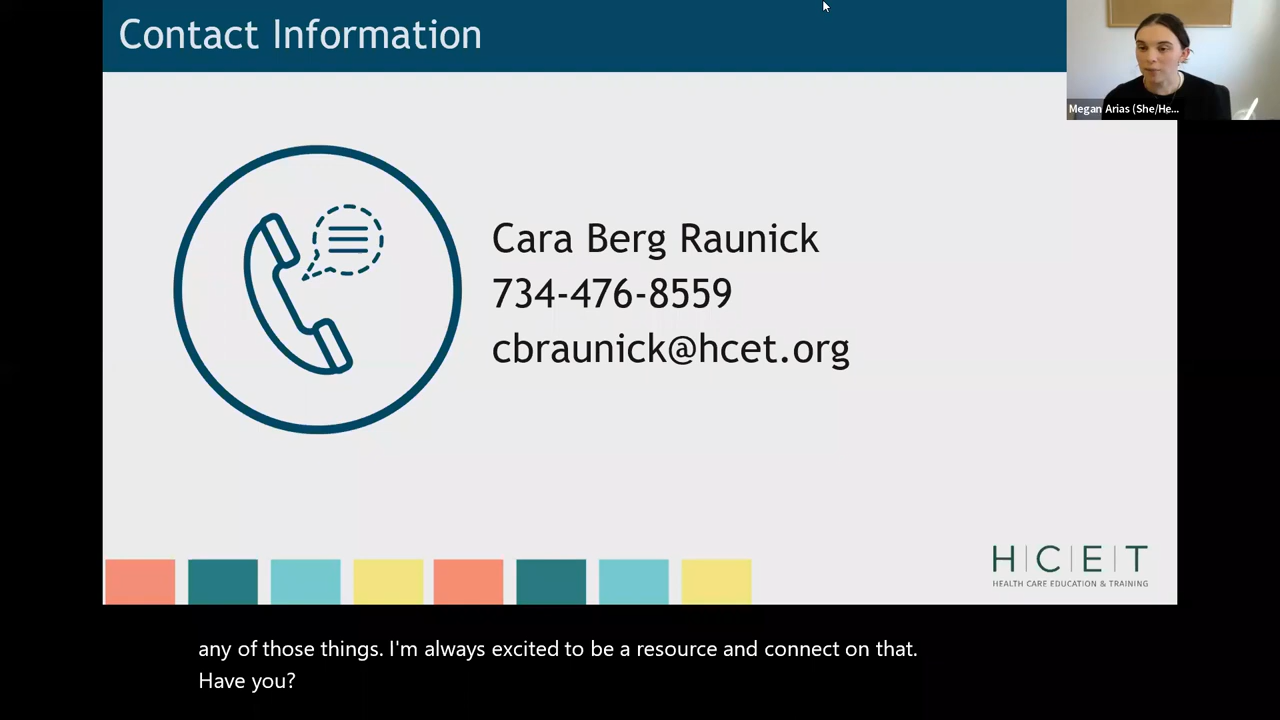 Contact Information
Megan Arias (She/He...
Cara Berg Raunick
734-476-8559
cbraunick@hcet.org
H|C|E|T
HEALTH CARE EDUCATION & TRAINING
any of those things. I'm always excited to be a resource and connect on that.
Have you?